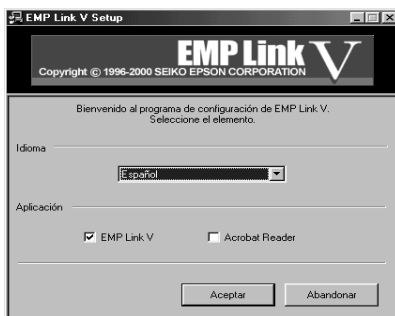 EMP Link V Setup
EMP Link V
Copyright © 1996-2000 SEIKO EPSON CORPORATION
Bienvenido al programa de configuración de EMP Link V.
Seleccione el elemento.
Idioma
Español
Aplicación
EMP Link V Acrobat Reader
Aceptar Abandonar